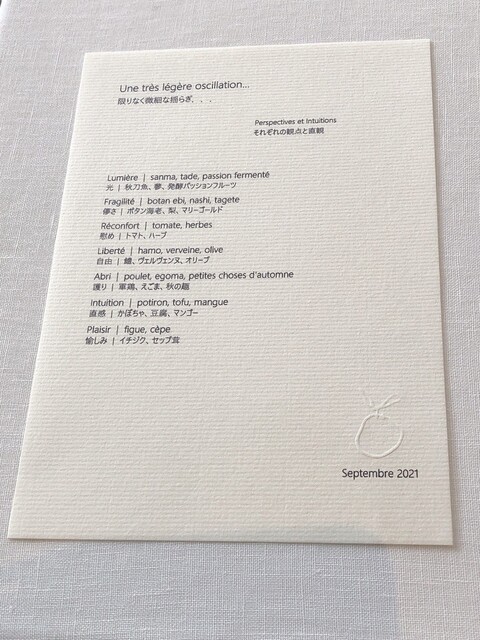 Une très légère oscillation...
限りなく微細な揺らぎ．．．
Perspectives et Intuitions
それぞれの観点と直観
Lumière | sanma, tade, passion fermenté
光 | 秋刀魚、蓼、発酵パッションフルーツ
Fragilité | botan ebi, nashi, tagete
儚さ | ボタン海老、梨、マリーゴールド
Réconfort | tomate, herbes
慰め | トマト、ハーブ
Liberté | hamo, verveine, olive
自由 | 鱧、ヴェルヴェンヌ、オリーブ
Abri | poulet, egoma, petites choses d'automne
護り | 軍鶏、えごま、秋の趣
Intuition | potiron, tofu, mangue
直感 | かぼちゃ、豆腐、マンゴー
Plaisir | figue, cèpe
愉しみ | イチジク、セップ茸
Septembre 2021